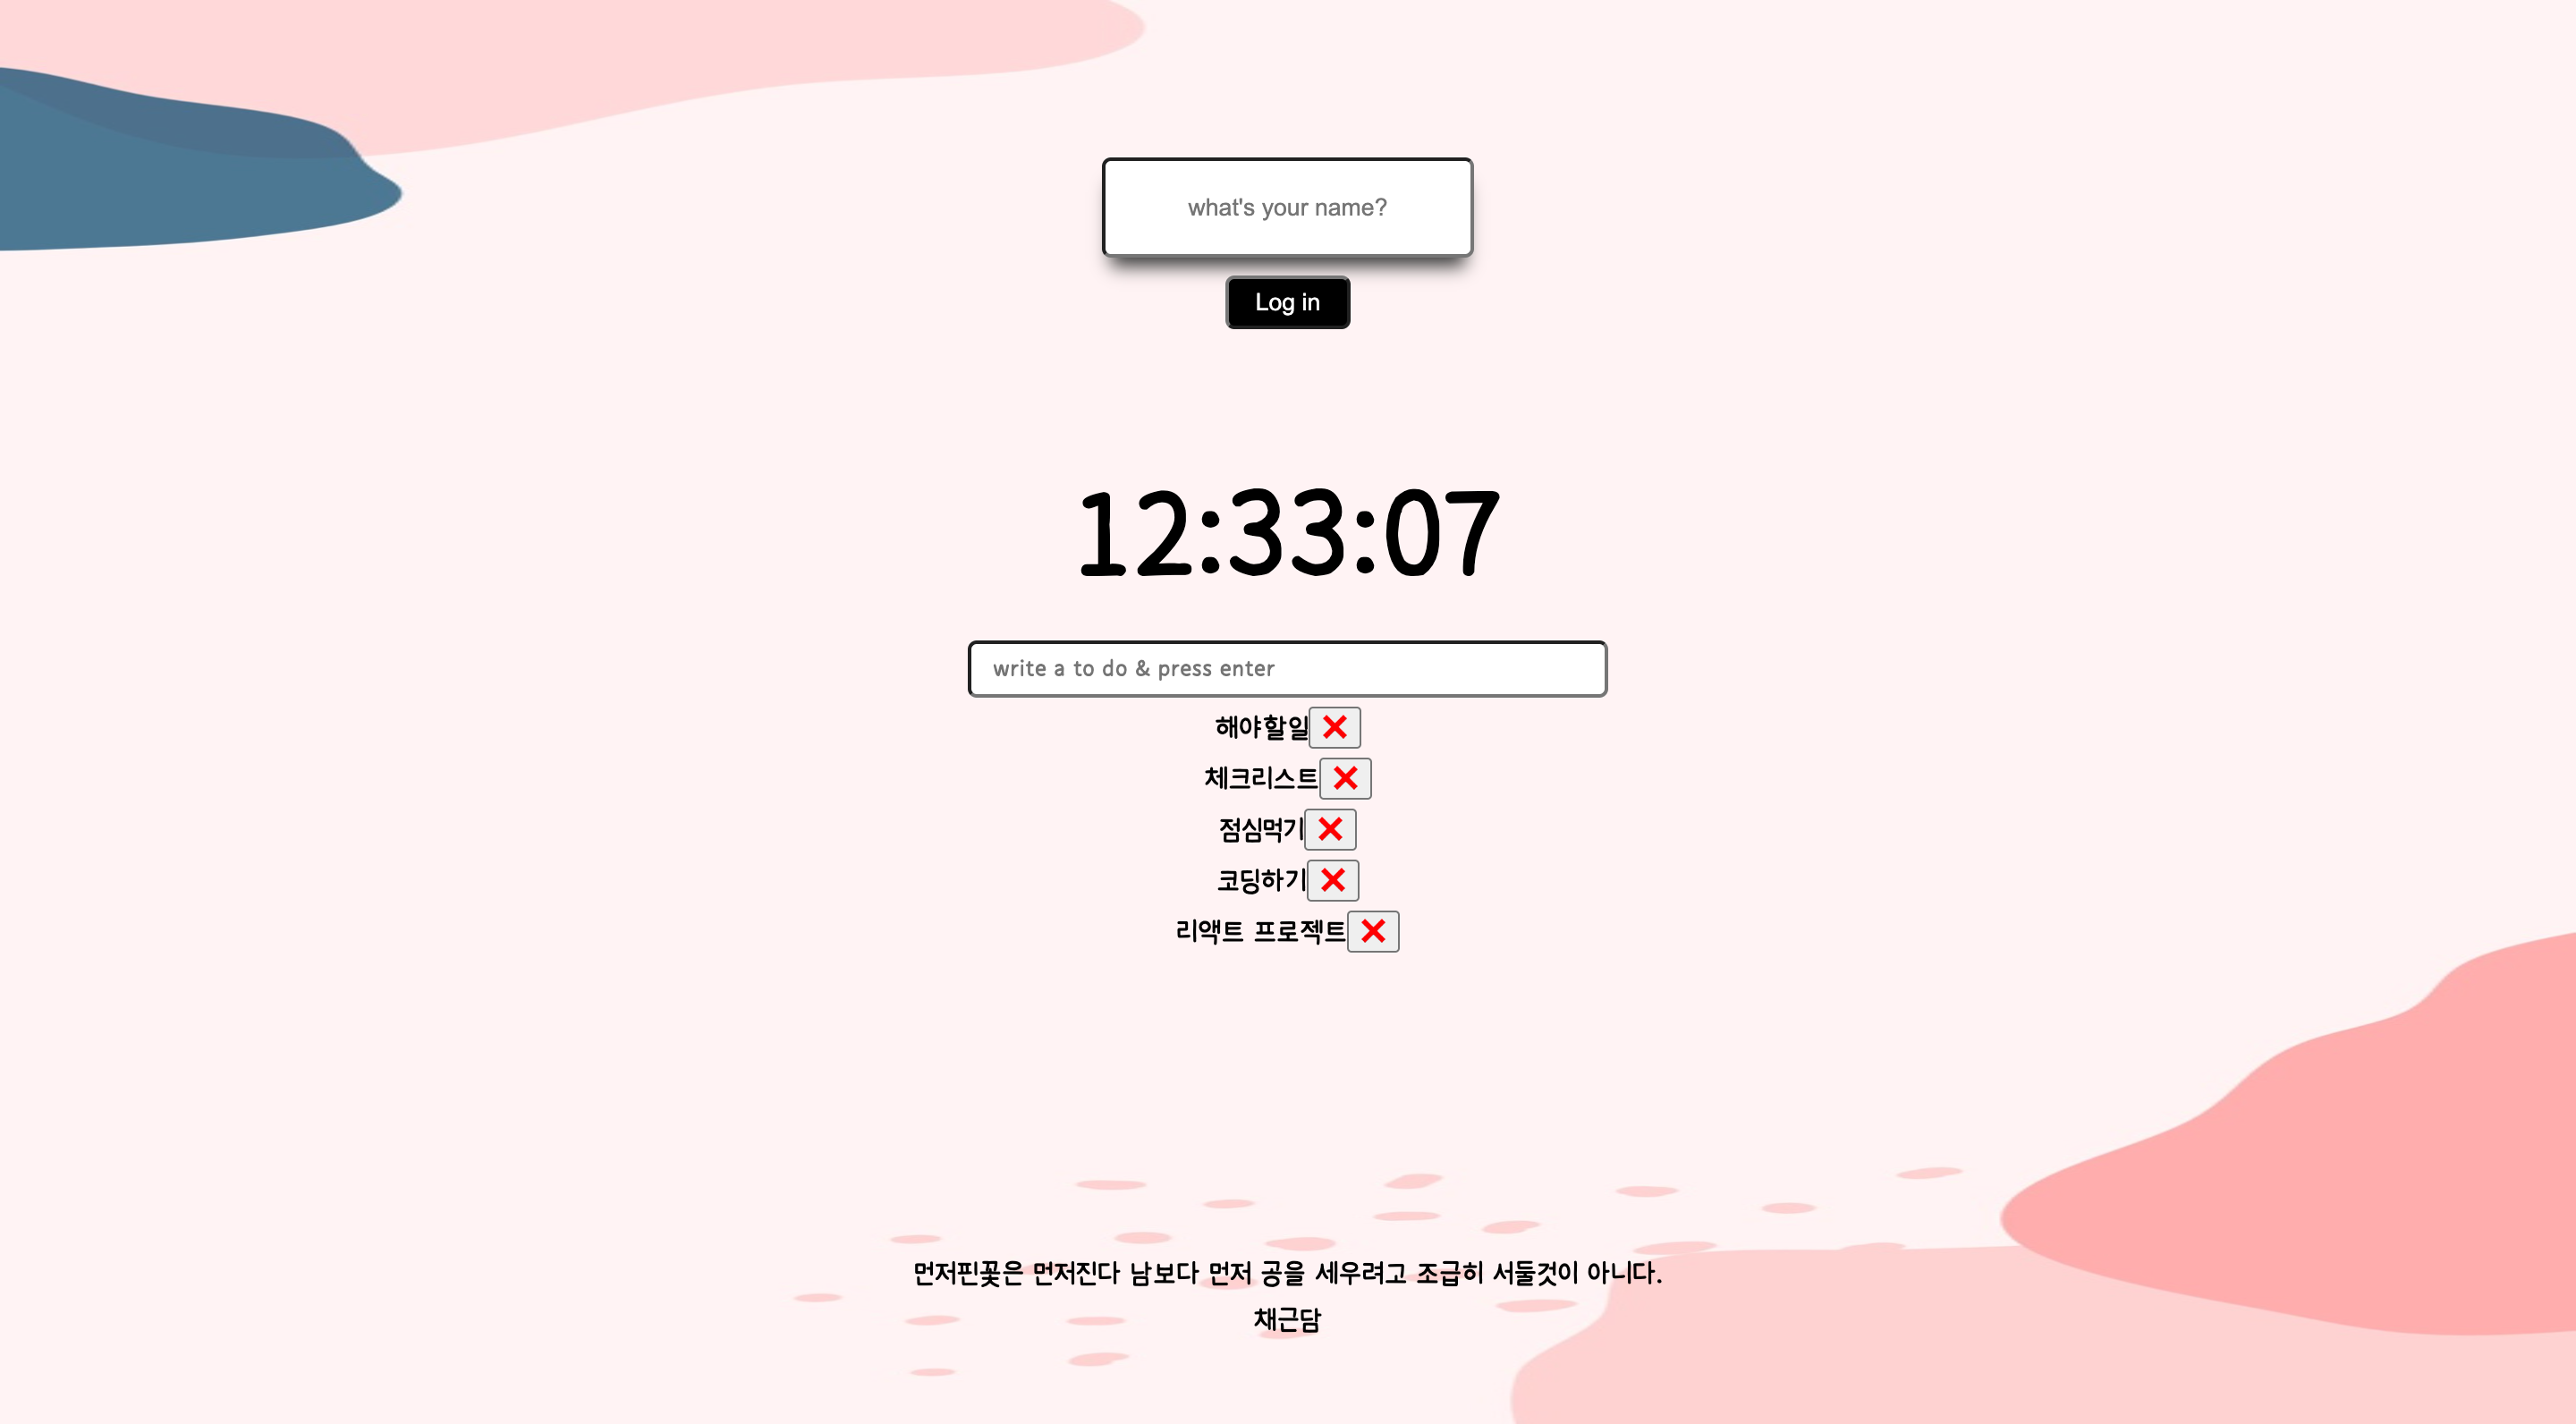 what's your name?
Log in
12:33:07
write a to do & press enter
해야할일 ❌
체크리스트 ❌
점심먹기 ❌
코딩하기 ❌
리액트 프로젝트 ❌
먼저핀꽃은 먼저진다 남보다 먼저 공을 세우려고 조급히 서둘것이 아니다.
채근담